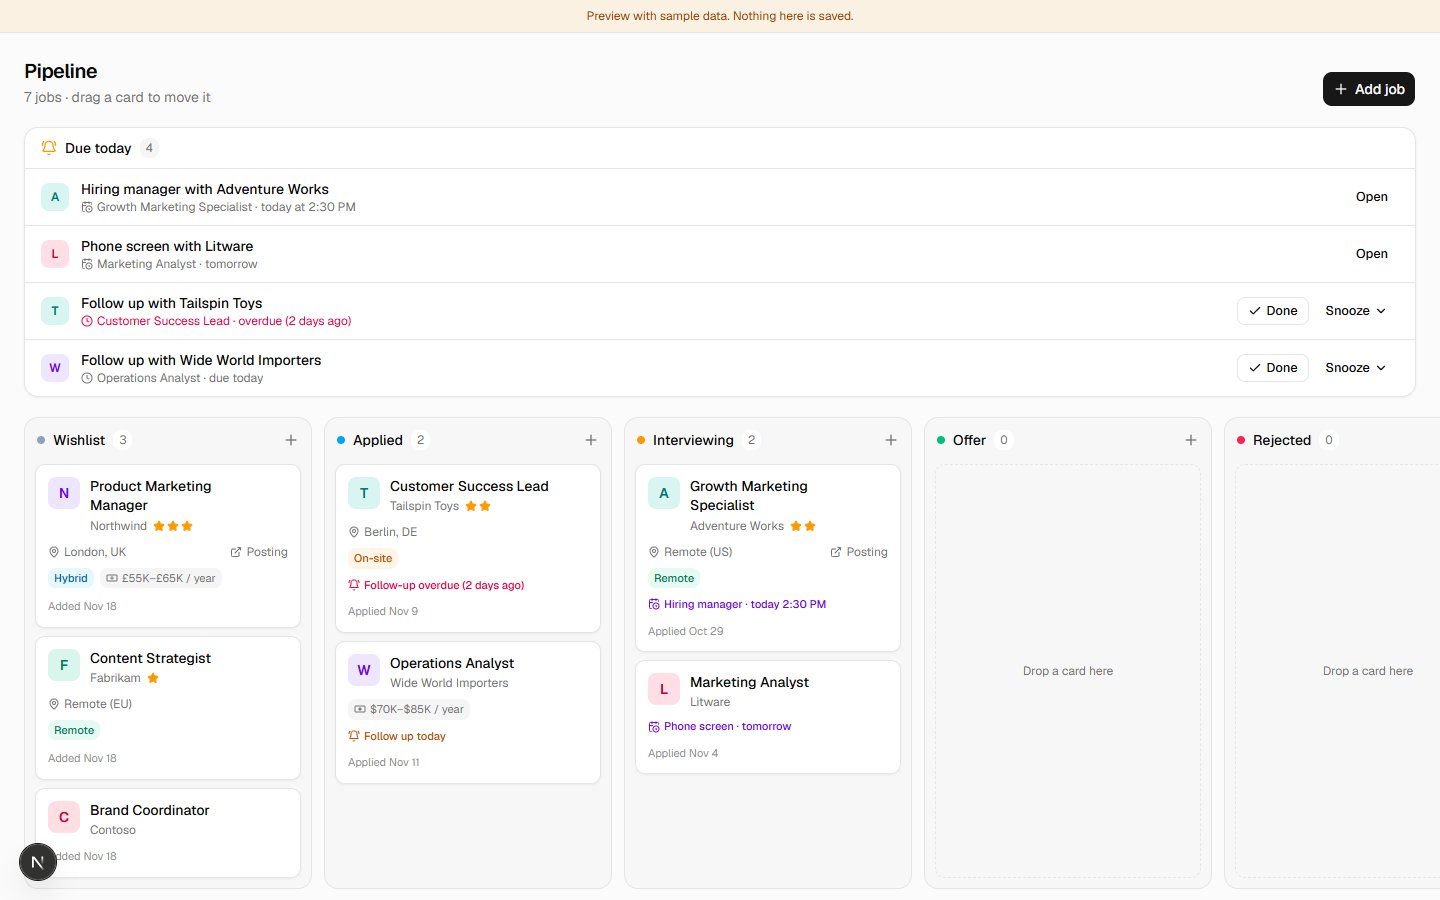 Preview with sample data. Nothing here is saved.
Pipeline
7 jobs · drag a card to move it
+ Add job
Due today 4
A
Hiring manager with Adventure Works
Growth Marketing Specialist · today at 2:30 PM
Open
L
Phone screen with Litware
Marketing Analyst · tomorrow
Open
T
Follow up with Tailspin Toys
Customer Success Lead · overdue (2 days ago)
Done
Snooze
W
Follow up with Wide World Importers
Operations Analyst · due today
Done
Snooze
Wishlist 3
N
Product Marketing
Manager
Northwind
London, UK
Posting
Hybrid
£55K–£65K / year
Added Nov 18
F
Content Strategist
Fabrikam
Remote (EU)
Remote
Added Nov 18
C
Brand Coordinator
Contoso
dded Nov 18
N
Applied 2
T
Customer Success Lead
Tailspin Toys
Berlin, DE
On-site
Follow-up overdue (2 days ago)
Applied Nov 9
W
Operations Analyst
Wide World Importers
$70K–$85K / year
Follow up today
Applied Nov 11
Interviewing 2
A
Growth Marketing
Specialist
Adventure Works
Remote (US)
Posting
Remote
Hiring manager · today 2:30 PM
Applied Oct 29
L
Marketing Analyst
Litware
Phone screen · tomorrow
Applied Nov 4
Offer 0
Drop a card here
Rejected 0
Drop a card here